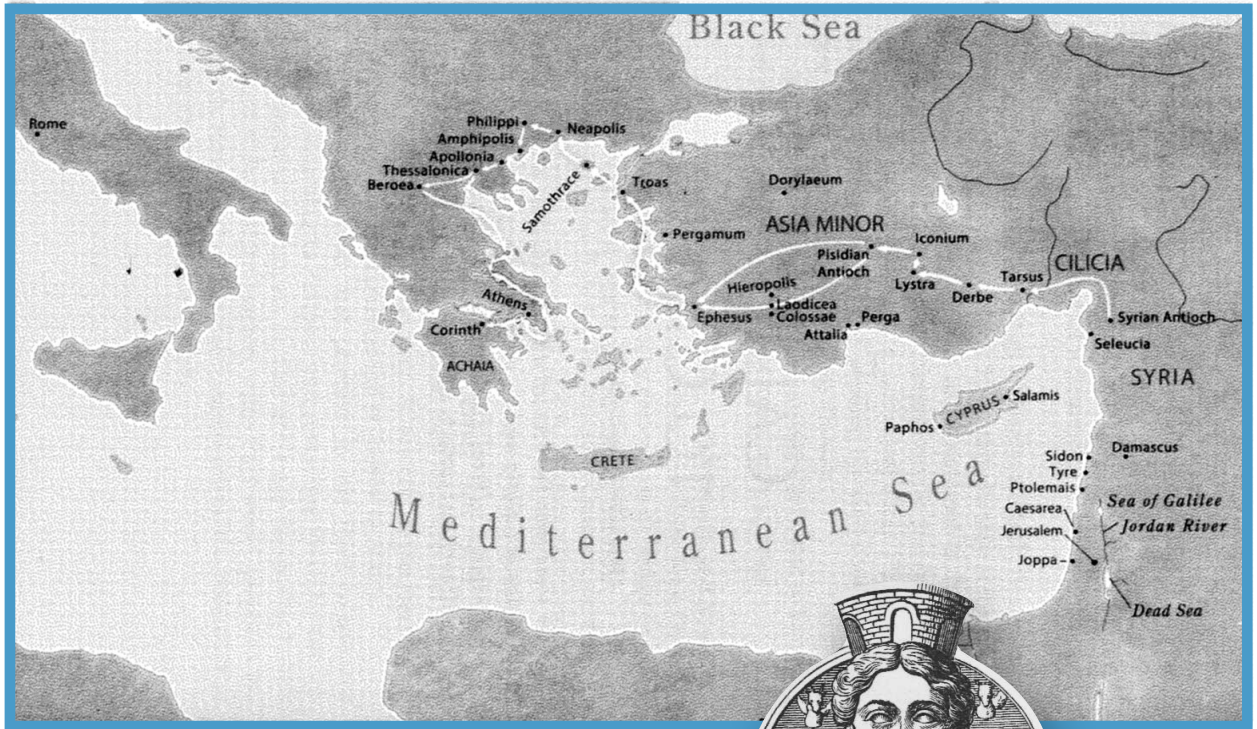 Black Sea
Rome
Philippi
Neapolis
Amphipolis
Apollonia
Thessalonica
Beroea
Samothrace
Troas
Dorylaeum
Pergamum
ASIA MINOR
Iconium
Pisidian
Antioch
CILICIA
Tarsus
Lystra
Derbe
Hieropolis
Laodicea
Colossae
Ephesus
Perga
Attalia
Syrian Antioch
Seleucia
Athens
Corinth
ACHAIA
SYRIA
CYPRUS
Salamis
Paphos
CRETE
Mediterranean Sea
Damascus
Sidon
Tyre
Ptolemais
Sea of Galilee
Caesarea
Jordan River
Jerusalem
Joppa
Dead Sea